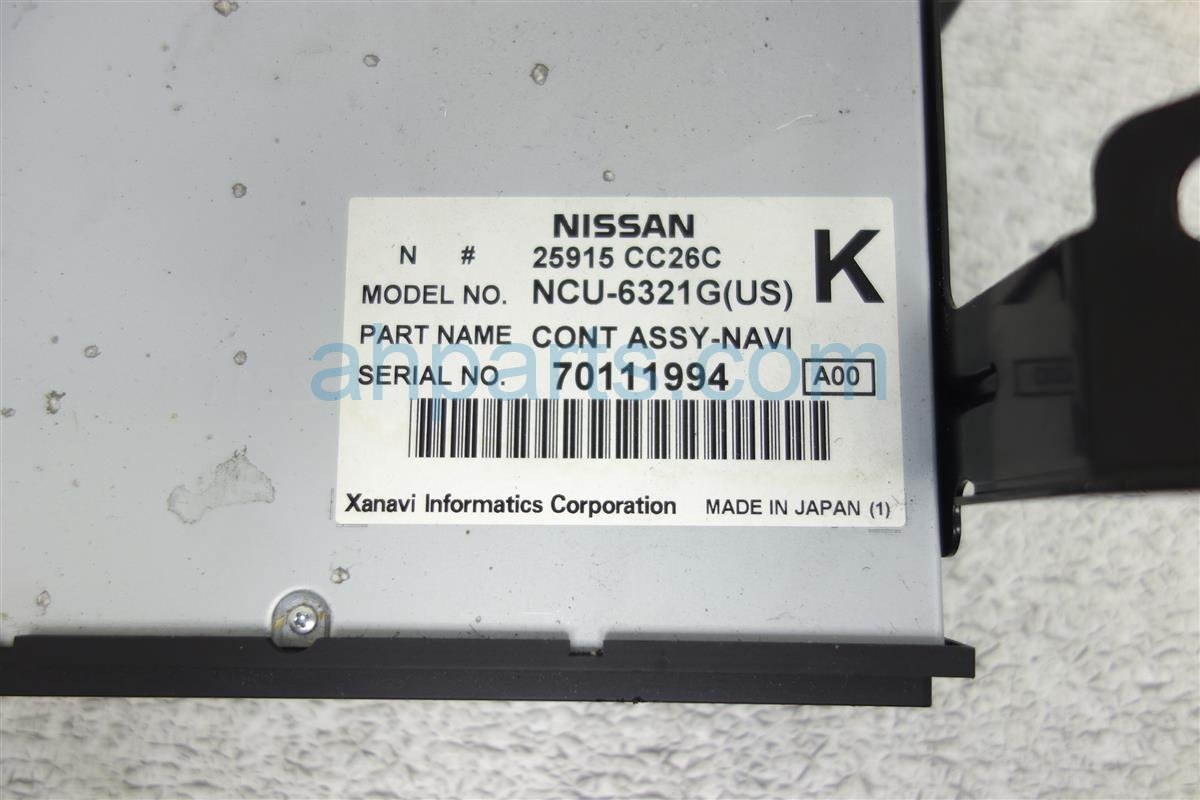 NISSAN
K
N # 25915 CC26C
MODEL NO. NCU-6321G(US)
PART NAME CONT ASSY-NAVI
ahparts.com
SERIAL NO. 70111994 A00
Xanavi Informatics Corporation MADE IN JAPAN (1)